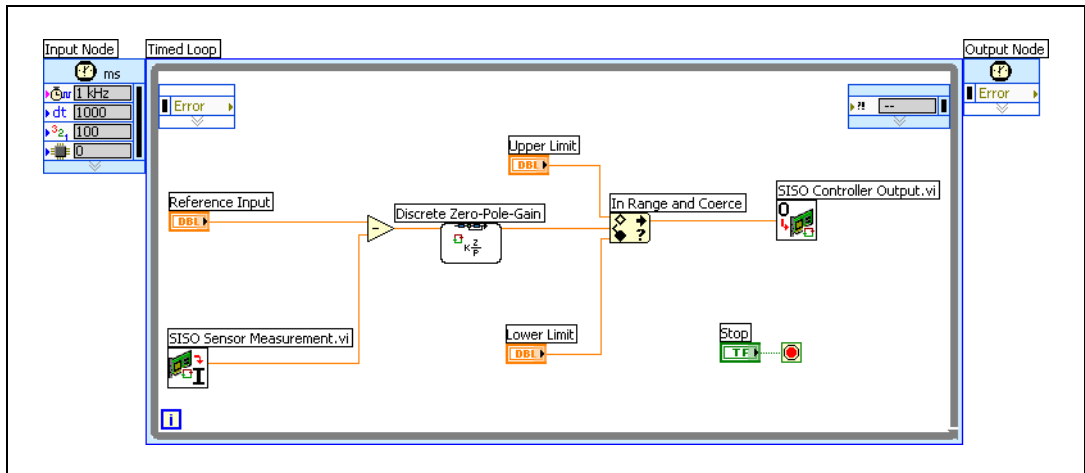 Input Node
Timed Loop
Output Node
ms
1 kHz
dt 1000
321 100
0
Error
?! --
Error
Upper Limit
DBL
Reference Input
DBL
Discrete Zero-Pole-Gain
K z/p
In Range and Coerce
?
SISO Controller Output.vi
O
SISO Sensor Measurement.vi
I
Lower Limit
DBL
Stop
TF
i